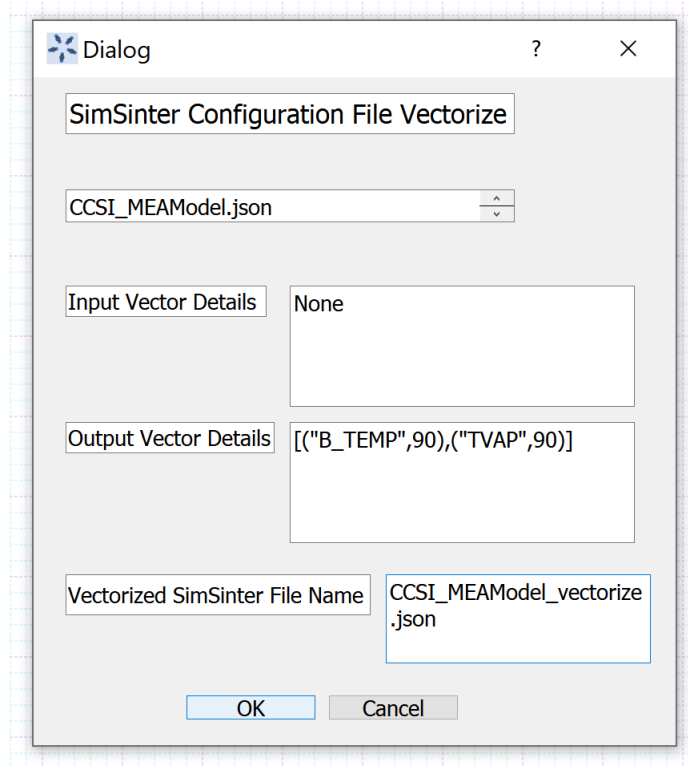 Dialog ?
SimSinter Configuration File Vectorize
CCSI_MEAModel.json
Input Vector Details
None
Output Vector Details
[("B_TEMP",90),("TVAP",90)]
Vectorized SimSinter File Name
CCSI_MEAModel_vectorize
.json
OK Cancel